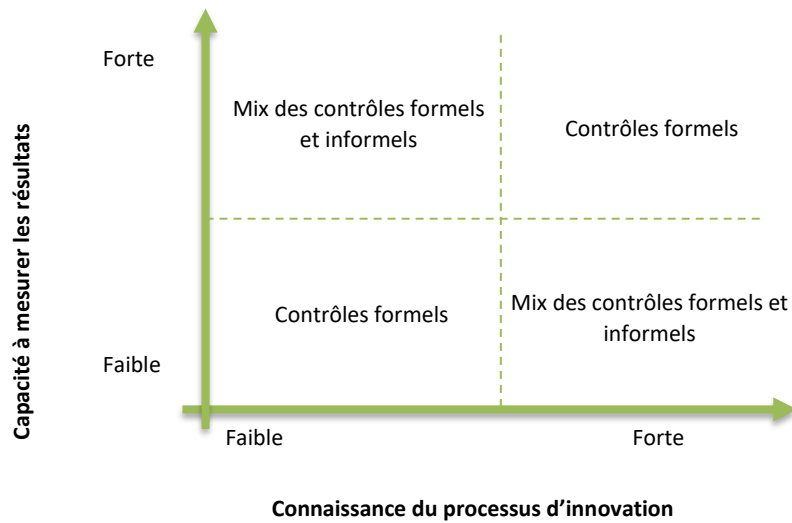 Capacité à mesurer les résultats
Forte
Mix des contrôles formels
et informels
Contrôles formels
Contrôles formels
Mix des contrôles formels et
informels
Faible
Faible
Forte
Connaissance du processus d’innovation